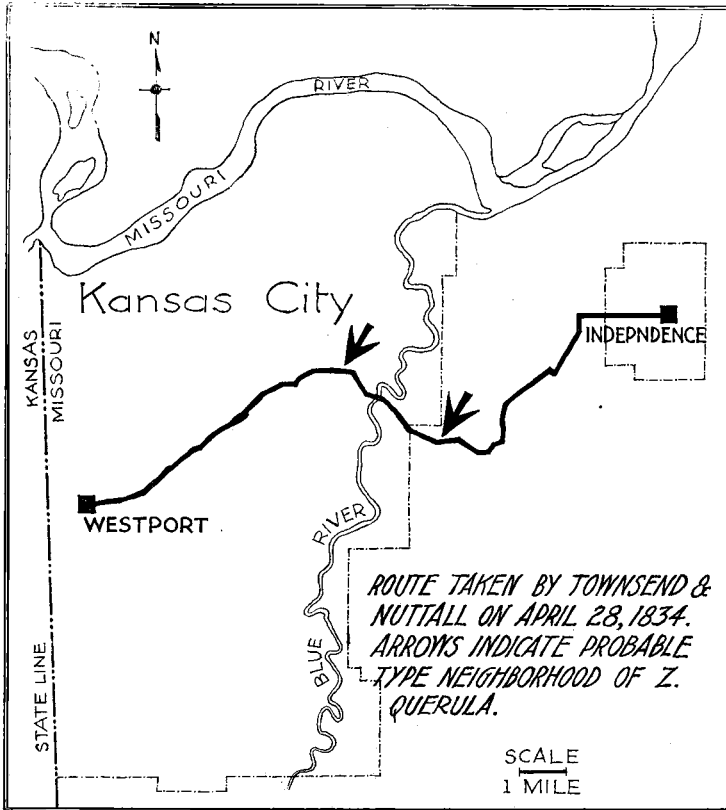 N
RIVER
MISSOURI
Kansas City
KANSAS
MISSOURI
INDEPNDENCE
WESTPORT
RIVER
BLUE
STATE LINE
ROUTE TAKEN BY TOWNSEND &
NUTTALL ON APRIL 28, 1834.
ARROWS INDICATE PROBABLE
TYPE NEIGHBORHOOD OF Z.
QUERULA.
SCALE
1 MILE